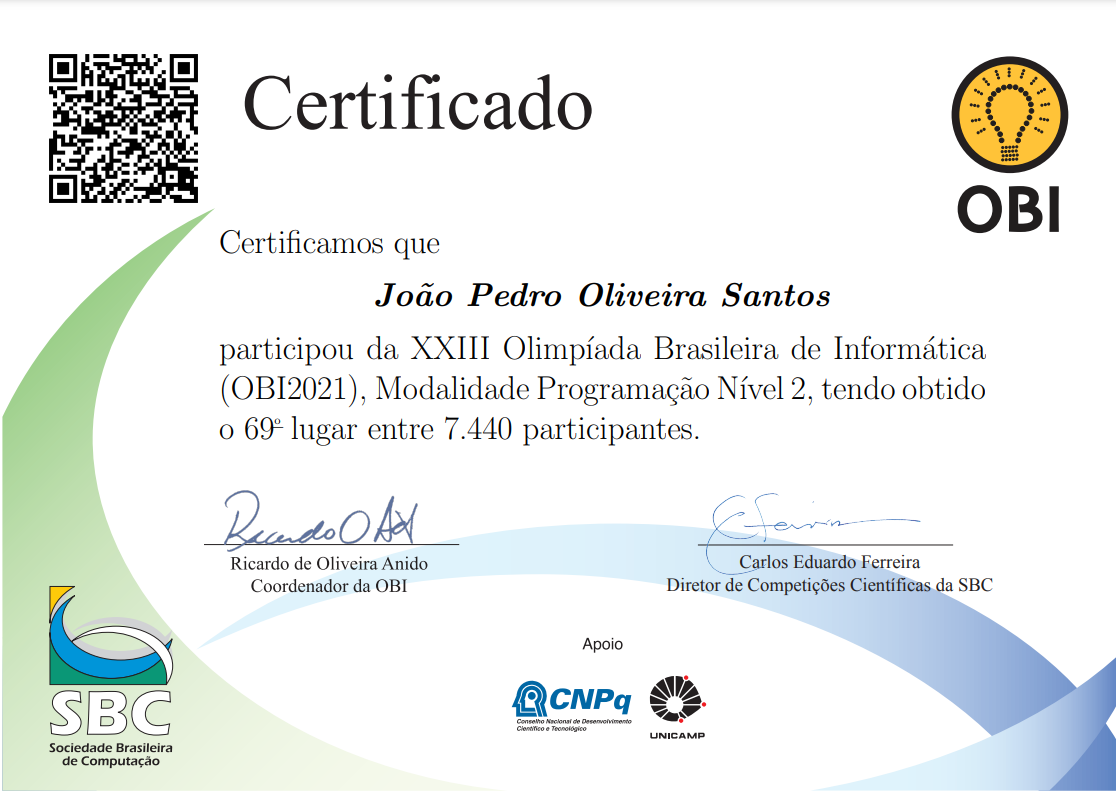 Certificado
OBI
Certificamos que
João Pedro Oliveira Santos
participou da XXIII Olimpíada Brasileira de Informática
(OBI2021), Modalidade Programação Nível 2, tendo obtido
o 69º lugar entre 7.440 participantes.
Ricardo de Oliveira Anido
Coordenador da OBI
Carlos Eduardo Ferreira
Diretor de Competições Científicas da SBC
Apoio
CNPq
Conselho Nacional de Desenvolvimento
Científico e Tecnológico
UNICAMP
SBC
Sociedade Brasileira
de Computação